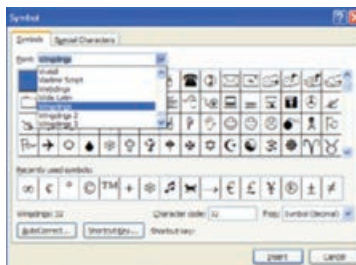 Symbol
Symbols Special Characters
Font: Wingdings
Vivaldi
Vladimir Script
Webdings
Wide Latin
Wingdings
Wingdings 2
Wingdings 3
Recently used symbols:
∞ € ° © ™ + ❄ ♫ → € £ ¥ ® ± ≠
Wingdings: 32 Character code: 32 from: Symbol (decimal)
AutoCorrect... Shortcut Key... Shortcut key:
Insert Cancel